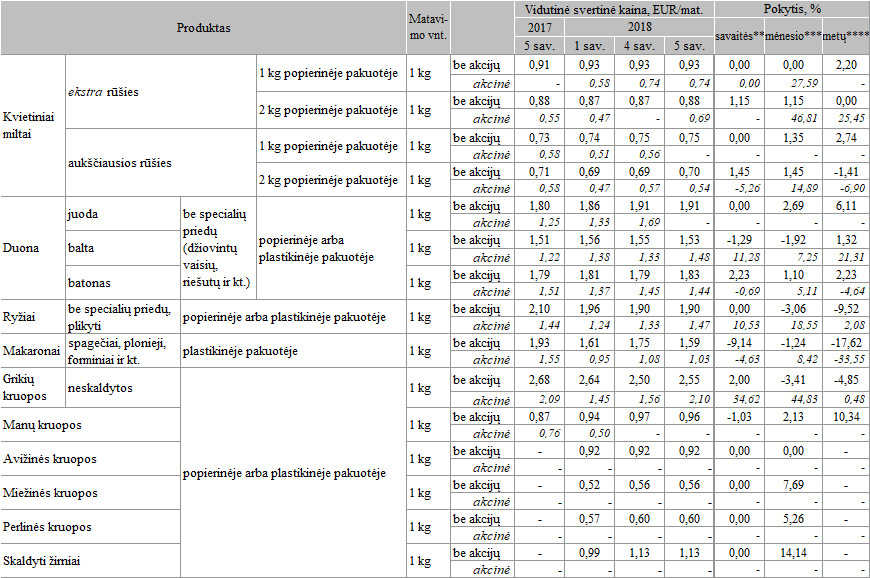 Produktas Matavi-mo vnt. Vidutinė svertinė kaina, EUR/mat. Pokytis, %
2017 2018 savaitės** mėnesio*** metų****
5 sav. 1 sav. 4 sav. 5 sav.
Kvietiniai miltai ekstra rūšies 1 kg popierinėje pakuotėje 1 kg be akcijų 0,91 0,93 0,93 0,93 0,00 0,00 2,20
akcinė - 0,58 0,74 0,74 0,00 27,59 -
2 kg popierinėje pakuotėje 1 kg be akcijų 0,88 0,87 0,87 0,88 1,15 1,15 0,00
akcinė 0,55 0,47 - 0,69 - 46,81 25,45
aukščiausios rūšies 1 kg popierinėje pakuotėje 1 kg be akcijų 0,73 0,74 0,75 0,75 0,00 1,35 2,74
akcinė 0,58 0,51 0,56 - - - -
2 kg popierinėje pakuotėje 1 kg be akcijų 0,71 0,69 0,69 0,70 1,45 1,45 -1,41
akcinė 0,58 0,47 0,57 0,54 -5,26 14,89 -6,90
Duona juoda be specialių priedų (džiovintų vaisių, riešutų ir kt.) popierinėje arba plastikinėje pakuotėje 1 kg be akcijų 1,80 1,86 1,91 1,91 0,00 2,69 6,11
akcinė 1,25 1,33 1,69 - - - -
balta 1 kg be akcijų 1,51 1,56 1,55 1,53 -1,29 -1,92 1,32
akcinė 1,22 1,38 1,33 1,48 11,28 7,25 21,31
batonas 1 kg be akcijų 1,79 1,81 1,79 1,83 2,23 1,10 2,23
akcinė 1,51 1,37 1,45 1,44 -0,69 5,11 -4,64
Ryžiai be specialių priedų, plikyti popierinėje arba plastikinėje pakuotėje 1 kg be akcijų 2,10 1,96 1,90 1,90 0,00 -3,06 -9,52
akcinė 1,44 1,24 1,33 1,47 10,53 18,55 2,08
Makaronai spagečiai, plonieji, forminiai ir kt. plastikinėje pakuotėje 1 kg be akcijų 1,93 1,61 1,75 1,59 -9,14 -1,24 -17,62
akcinė 1,55 0,95 1,08 1,03 -4,63 8,42 -33,55
Grikių kruopos neskaldytos popierinėje arba plastikinėje pakuotėje 1 kg be akcijų 2,68 2,64 2,50 2,55 2,00 -3,41 -4,85
akcinė 2,09 1,45 1,56 2,10 34,62 44,83 0,48
Manų kruopos 1 kg be akcijų 0,87 0,94 0,97 0,96 -1,03 2,13 10,34
akcinė 0,76 0,50 - - - - -
Avižinės kruopos 1 kg be akcijų - 0,92 0,92 0,92 0,00 0,00 -
akcinė - - - - - - -
Miežinės kruopos 1 kg be akcijų - 0,52 0,56 0,56 0,00 7,69 -
akcinė - - - - - - -
Perlinės kruopos 1 kg be akcijų - 0,57 0,60 0,60 0,00 5,26 -
akcinė - - - - - - -
Skaldyti žirniai 1 kg be akcijų - 0,99 1,13 1,13 0,00 14,14 -
akcinė - - - - - - -